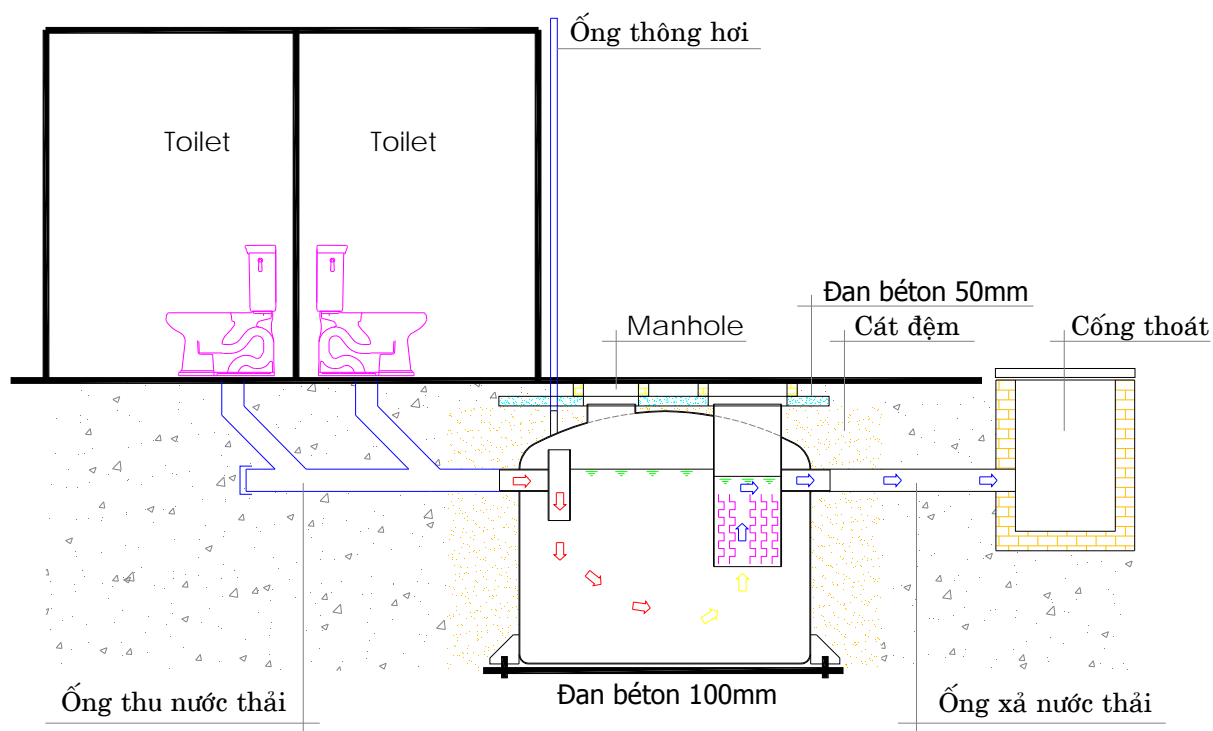 Ống thông hơi
Toilet
Toilet
Đan béton 50mm
Manhole
Cát đệm
Cống thoát
Đan béton 100mm
Ống thu nước thải
Ống xả nước thải